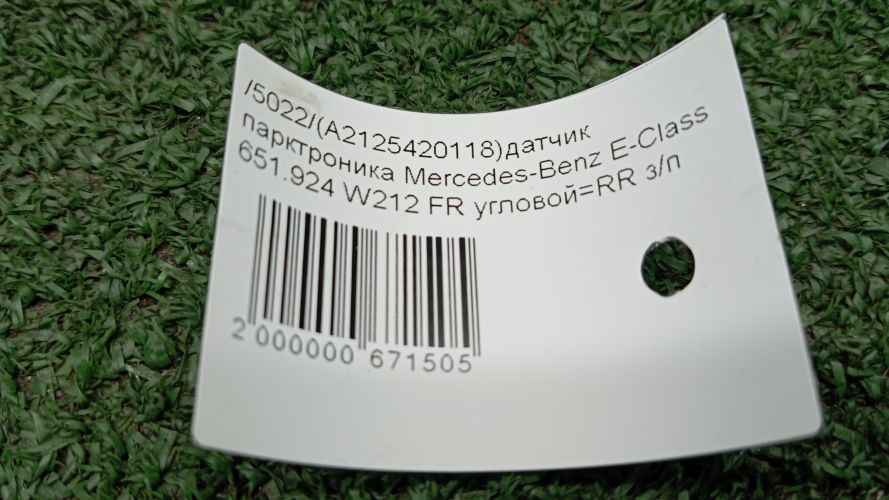 /5022/(A2125420118)датчик
парктроника Mercedes-Benz E-Class
651.924 W212 FR угловой=RR з/п
2 000000 671505